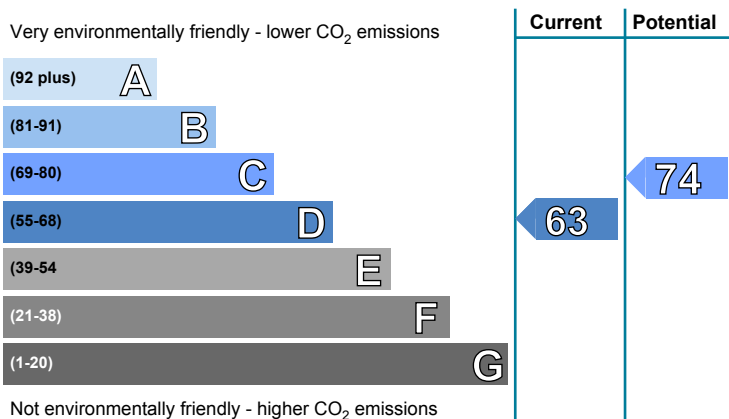 Current Potential
Very environmentally friendly - lower CO2 emissions
(92 plus) A
(81-91) B
(69-80) C
74
(55-68) D
63
(39-54 E
(21-38) F
(1-20) G
Not environmentally friendly - higher CO2 emissions